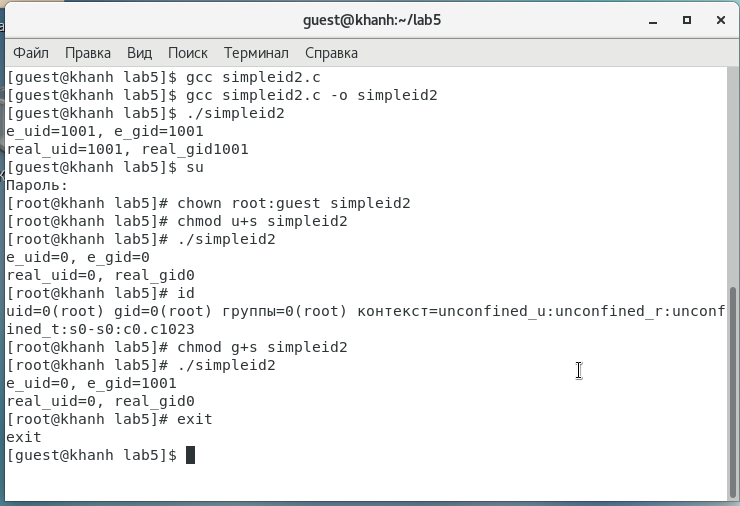 guest@khanh:~/lab5
Файл Правка Вид Поиск Терминал Справка
[guest@khanh lab5]$ gcc simpleid2.c
[guest@khanh lab5]$ gcc simpleid2.c -o simpleid2
[guest@khanh lab5]$ ./simpleid2
e_uid=1001, e_gid=1001
real_uid=1001, real_gid1001
[guest@khanh lab5]$ su
Пароль:
[root@khanh lab5]# chown root:guest simpleid2
[root@khanh lab5]# chmod u+s simpleid2
[root@khanh lab5]# ./simpleid2
e_uid=0, e_gid=0
real_uid=0, real_gid0
[root@khanh lab5]# id
uid=0(root) gid=0(root) группы=0(root) контекст=unconfined_u:unconfined_r:unconf
ined_t:s0-s0:c0.c1023
[root@khanh lab5]# chmod g+s simpleid2
[root@khanh lab5]# ./simpleid2
e_uid=0, e_gid=1001
real_uid=0, real_gid0
[root@khanh lab5]# exit
exit
[guest@khanh lab5]$